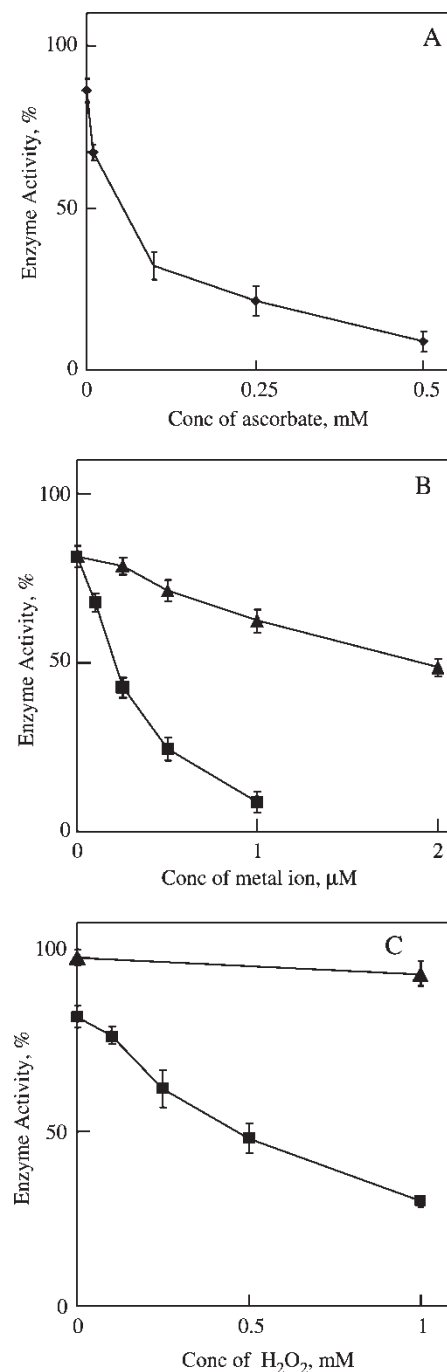 A
100
50
0
Enzyme Activity, %
0
0.25
0.5
Conc of ascorbate, mM
B
100
50
0
Enzyme Activity, %
0
1
2
Conc of metal ion, μM
C
100
50
0
Enzyme Activity, %
0
0.5
1
Conc of H₂O₂, mM